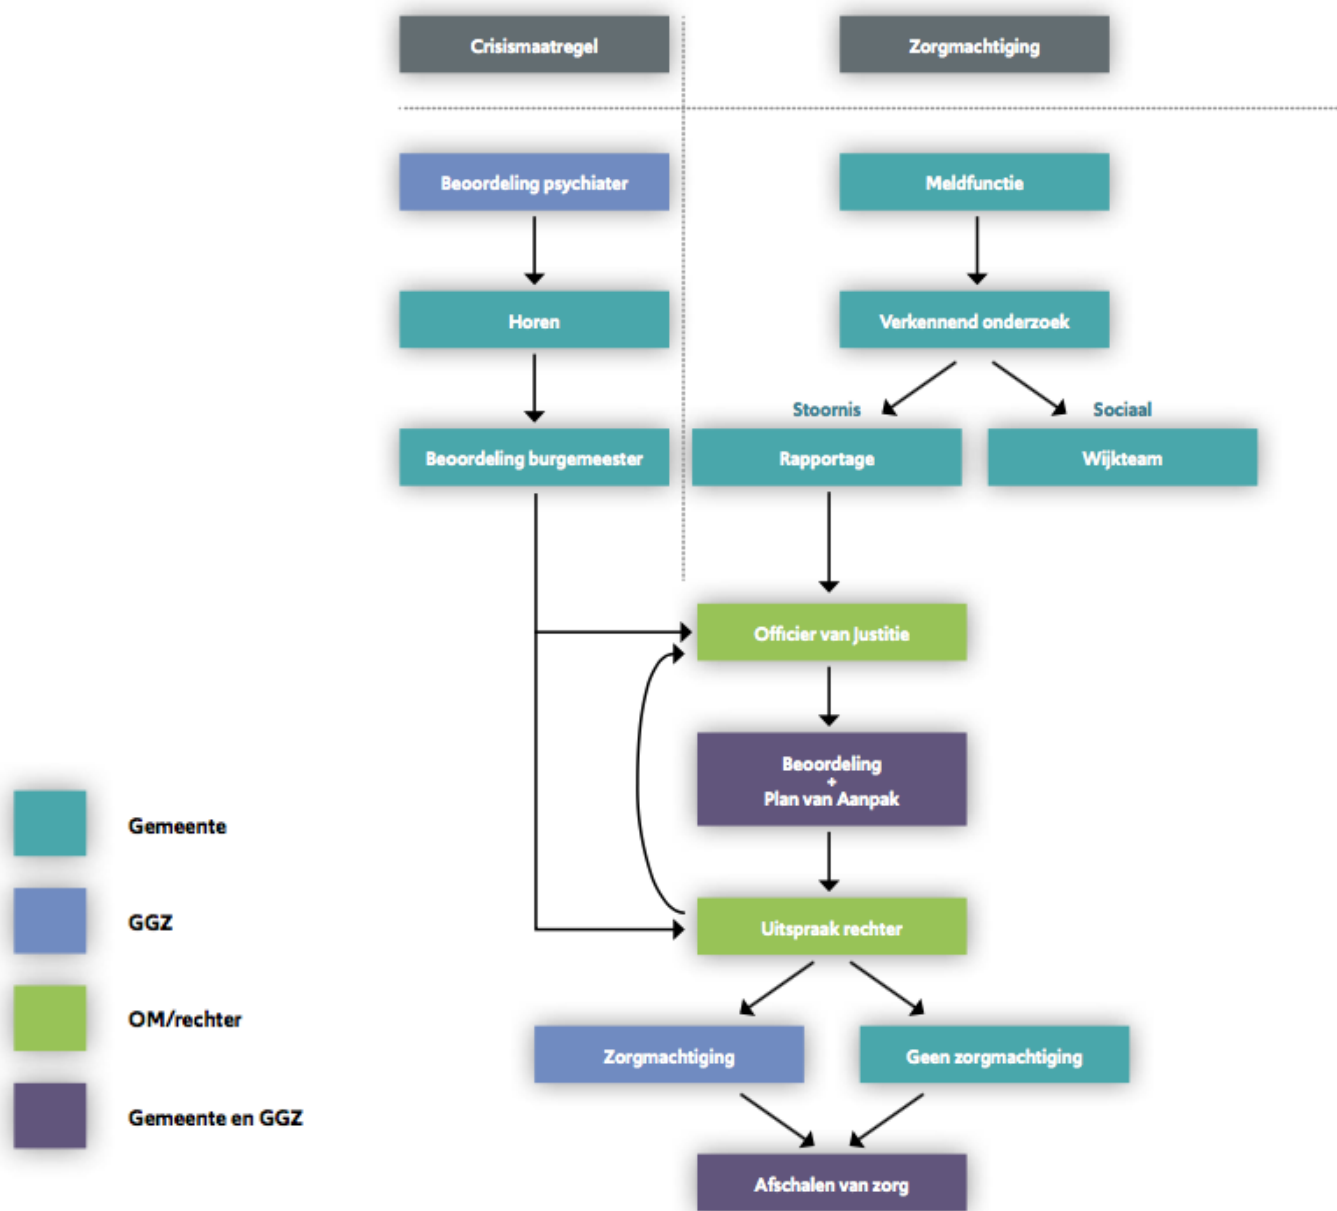 Crisismaatregel
Zorgmachtiging
Beoordeling psychiater
Meldfunctie
Horen
Verkennend onderzoek
Stoornis
Sociaal
Beoordeling burgemeester
Rapportage
Wijkteam
Officier van Justitie
Beoordeling
+
Plan van Aanpak
Uitspraak rechter
Zorgmachtiging
Geen zorgmachtiging
Afschalen van zorg
Gemeente
GGZ
OM/rechter
Gemeente en GGZ